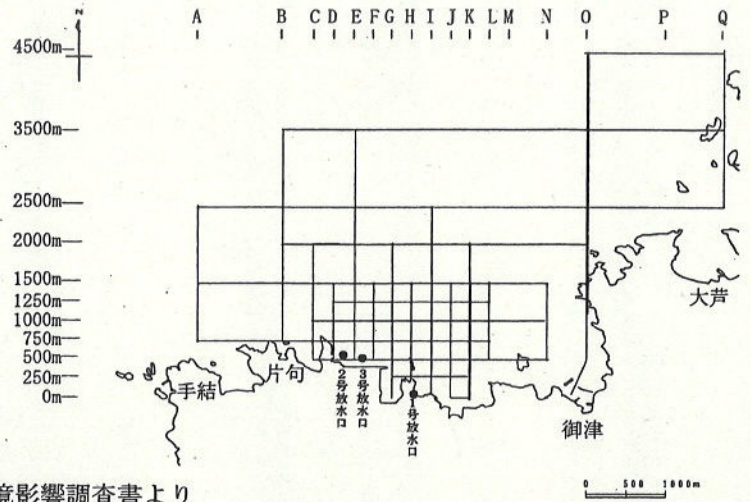 N
A B C D E F G H I J K L M N O P Q
4500m
3500m
2500m
2000m
1500m
1250m
1000m
750m
500m
250m
0m
手結
片句
2号放水口
3号放水口
1号放水口
御津
大芦
0 500 1000m
境影響調査書より